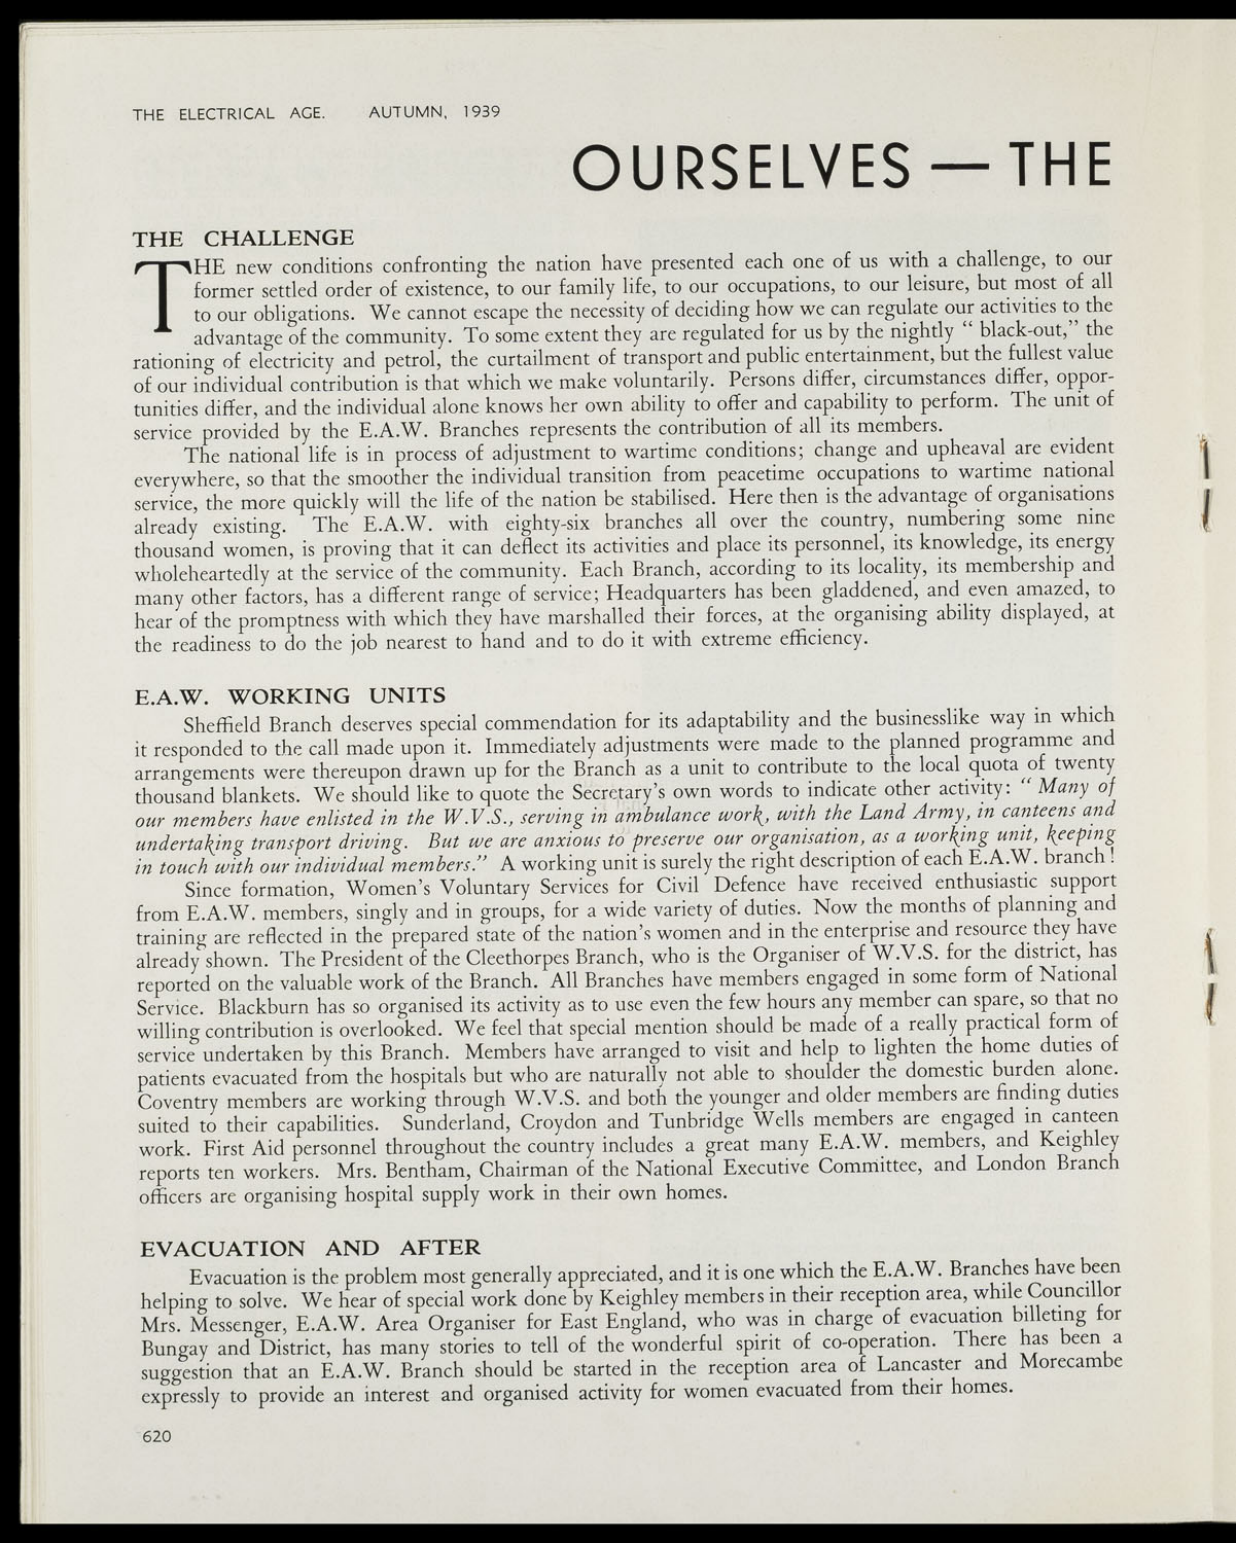 THE ELECTRICAL AGE. AUTUMN, 1939
OURSELVES — THE
THE CHALLENGE
THE new conditions confronting the nation have presented each one of us with a challenge, to our
former settled order of existence, to our family life, to our occupations, to our leisure, but most of all
to our obligations. We cannot escape the necessity of deciding how we can regulate our activities to the
advantage of the community. To some extent they are regulated for us by the nightly “ black-out,” the
rationing of electricity and petrol, the curtailment of transport and public entertainment, but the fullest value
of our individual contribution is that which we make voluntarily. Persons differ, circumstances differ, oppor-
tunities differ, and the individual alone knows her own ability to offer and capability to perform. The unit of
service provided by the E.A.W. Branches represents the contribution of all its members.
The national life is in process of adjustment to wartime conditions; change and upheaval are evident
everywhere, so that the smoother the individual transition from peacetime occupations to wartime national
service, the more quickly will the life of the nation be stabilised. Here then is the advantage of organisations
already existing. The E.A.W. with eighty-six branches all over the country, numbering some nine
thousand women, is proving that it can deflect its activities and place its personnel, its knowledge, its energy
wholeheartedly at the service of the community. Each Branch, according to its locality, its membership and
many other factors, has a different range of service; Headquarters has been gladdened, and even amazed, to
hear of the promptness with which they have marshalled their forces, at the organising ability displayed, at
the readiness to do the job nearest to hand and to do it with extreme efficiency.
E.A.W. WORKING UNITS
Sheffield Branch deserves special commendation for its adaptability and the businesslike way in which
it responded to the call made upon it. Immediately adjustments were made to the planned programme and
arrangements were thereupon drawn up for the Branch as a unit to contribute to the local quota of twenty
thousand blankets. We should like to quote the Secretary’s own words to indicate other activity: “ Many of
our members have enlisted in the W.V.S., serving in ambulance work, with the Land Army, in canteens and
undertaking transport driving. But we are anxious to preserve our organisation, as a working unit, keeping
in touch with our individual members.” A working unit is surely the right description of each E.A.W. branch !
Since formation, Women’s Voluntary Services for Civil Defence have received enthusiastic support
from E.A.W. members, singly and in groups, for a wide variety of duties. Now the months of planning and
training are reflected in the prepared state of the nation’s women and in the enterprise and resource they have
already shown. The President of the Cleethorpes Branch, who is the Organiser of W.V.S. for the district, has
reported on the valuable work of the Branch. All Branches have members engaged in some form of National
Service. Blackburn has so organised its activity as to use even the few hours any member can spare, so that no
willing contribution is overlooked. We feel that special mention should be made of a really practical form of
service undertaken by this Branch. Members have arranged to visit and help to lighten the home duties of
patients evacuated from the hospitals but who are naturally not able to shoulder the domestic burden alone.
Coventry members are working through W.V.S. and both the younger and older members are finding duties
suited to their capabilities. Sunderland, Croydon and Tunbridge Wells members are engaged in canteen
work. First Aid personnel throughout the country includes a great many E.A.W. members, and Keighley
reports ten workers. Mrs. Bentham, Chairman of the National Executive Committee, and London Branch
officers are organising hospital supply work in their own homes.
EVACUATION AND AFTER
Evacuation is the problem most generally appreciated, and it is one which the E.A.W. Branches have been
helping to solve. We hear of special work done by Keighley members in their reception area, while Councillor
Mrs. Messenger, E.A.W. Area Organiser for East England, who was in charge of evacuation billeting for
Bungay and District, has many stories to tell of the wonderful spirit of co-operation. There has been a
suggestion that an E.A.W. Branch should be started in the reception area of Lancaster and Morecambe
expressly to provide an interest and organised activity for women evacuated from their homes.
620